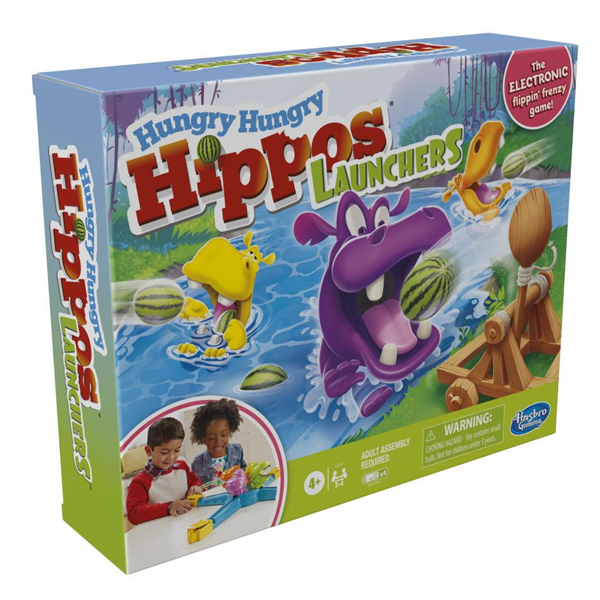 Hungry Hungry
Hippos
LAUNCHERS
The
ELECTRONIC
flippin' frenzy
game!
Hungry Hungry
Hippos
LAUNCHERS
4+
ADULT ASSEMBLY
REQUIRED.
x4
WARNING:
CHOKING HAZARD - Toy contains small
balls. Not for children under 3 years.
Hasbro
Gaming